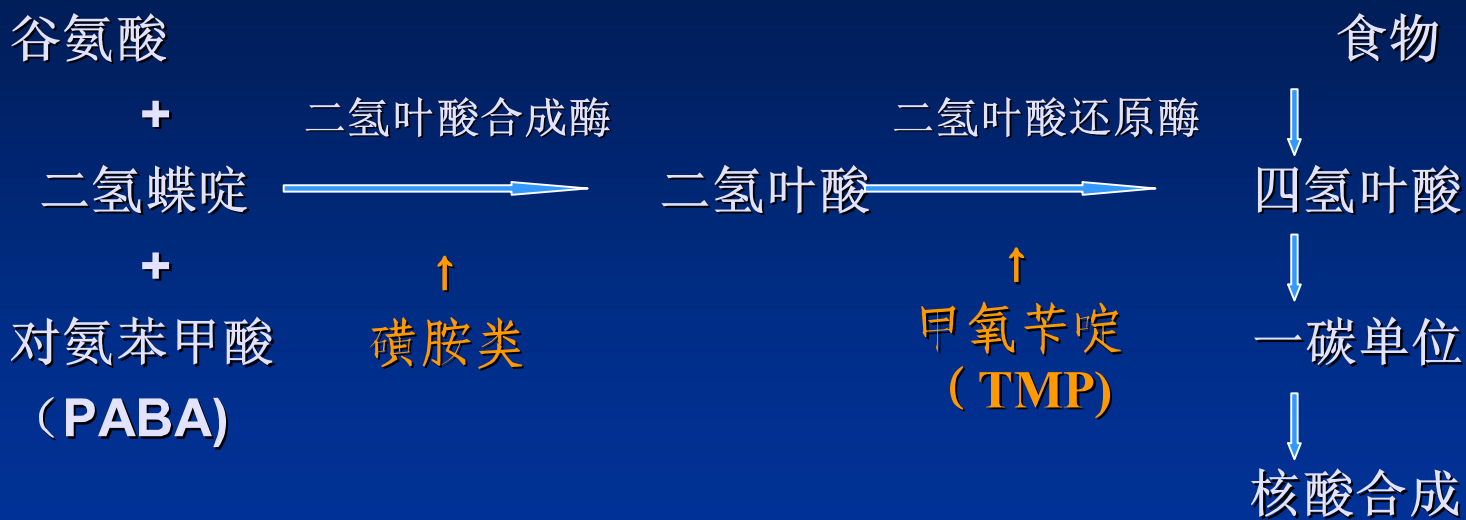 谷氨酸
食物
+
二氢叶酸合成酶
二氢叶酸还原酶
二氢蝶啶
二氢叶酸
四氢叶酸
+
↑
↑
对氨苯甲酸
磺胺类
甲氧苄啶
一碳单位
（PABA)
（TMP)
核酸合成